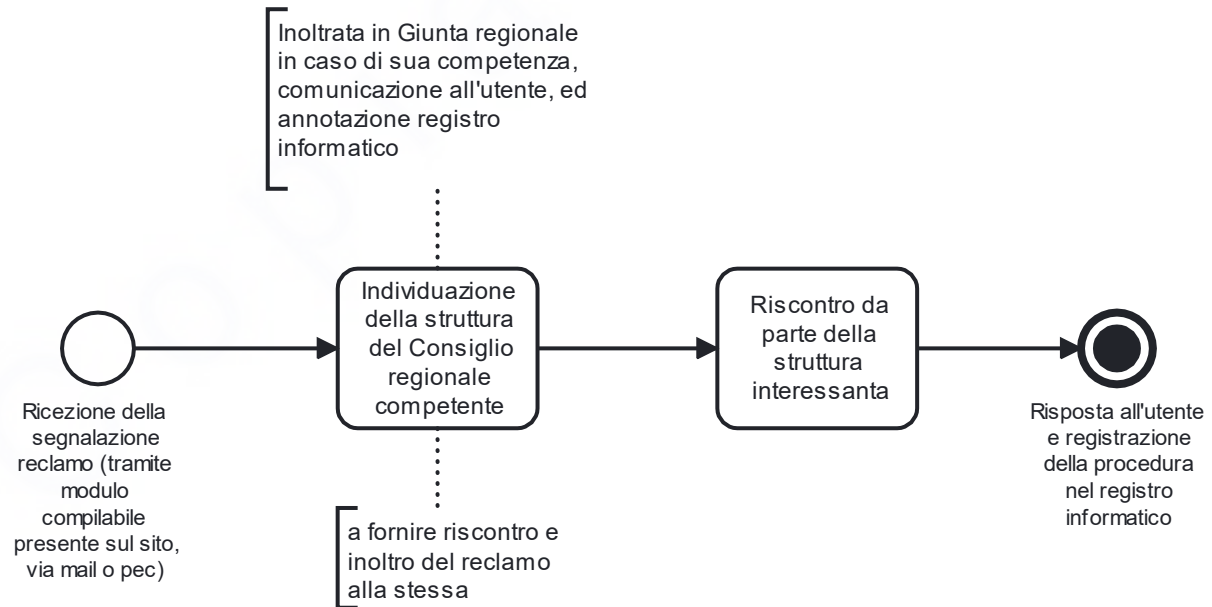 Inoltrata in Giunta regionale
in caso di sua competenza,
comunicazione all'utente, ed
annotazione registro
informatico
Individuazione
della struttura
del Consiglio
regionale
competente
Riscontro da
parte della
struttura
interessanta
Ricezione della
segnalazione
reclamo (tramite
modulo
compilabile
presente sul sito,
via mail o pec)
Risposta all'utente
e registrazione
della procedura
nel registro
informatico
a fornire riscontro e
inoltro del reclamo
alla stessa